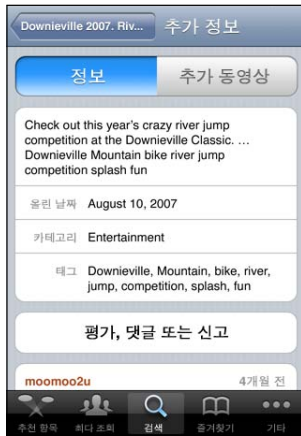 Downieville 2007. Riv...
추가 정보
정보
추가 동영상
Check out this year's crazy river jump
competition at the Downieville Classic. ...
Downieville Mountain bike river jump
competition splash fun
올린 날짜 August 10, 2007
카테고리 Entertainment
태그 Downieville, Mountain, bike, river,
jump, competition, splash, fun
평가, 댓글 또는 신고
moomoo2u 4개월 전
추천 항목 최다 조회 검색 즐겨찾기 기타